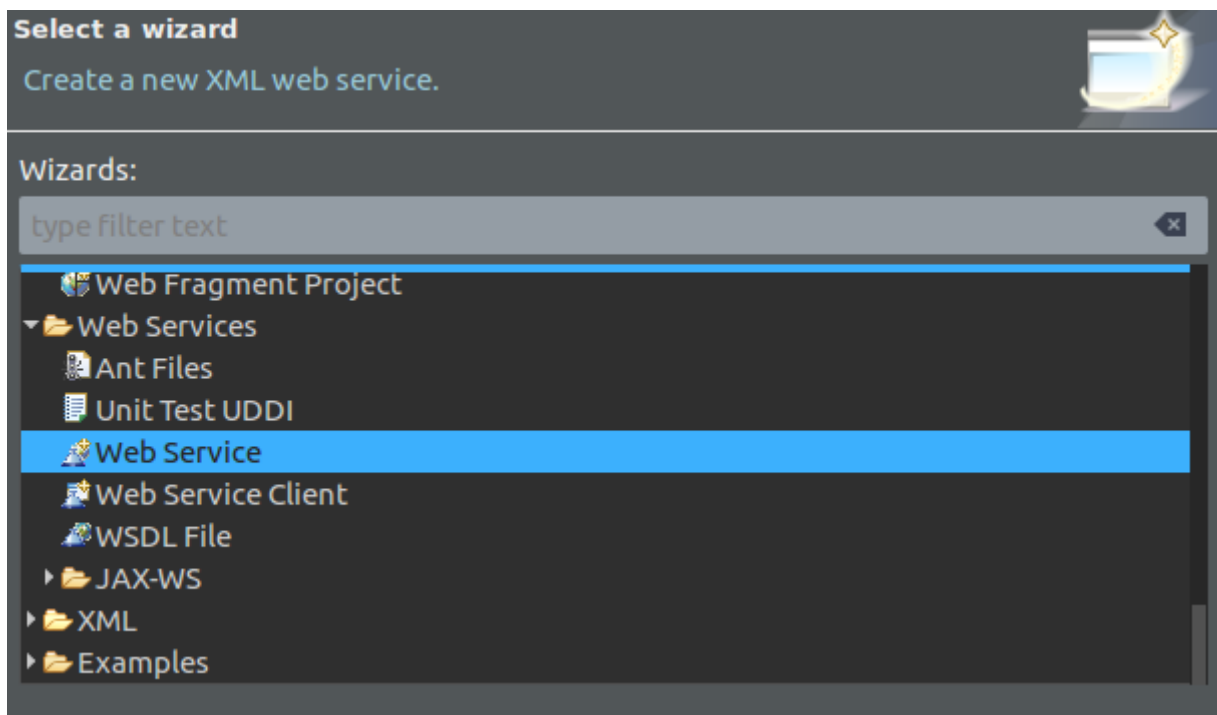 Select a wizard
Create a new XML web service.
Wizards:
type filter text
Web Fragment Project
Web Services
Ant Files
Unit Test UDDI
Web Service
Web Service Client
WSDL File
JAX-WS
XML
Examples